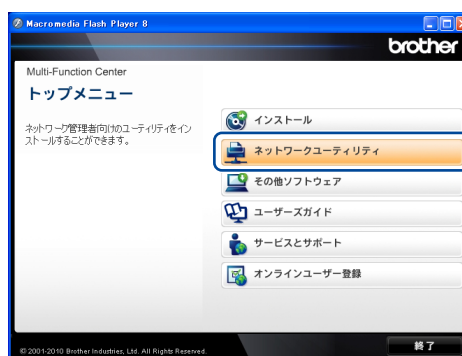 Macromedia Flash Player 8
brother
Multi-Function Center
トップメニュー
ネットワーク管理者向けのユーティリティをイン
ストールすることができます。
インストール
ネットワークユーティリティ
その他ソフトウェア
ユーザーズガイド
サービスとサポート
オンラインユーザー登録
© 2001-2010 Brother Industries, Ltd. All Rights Reserved.
終了